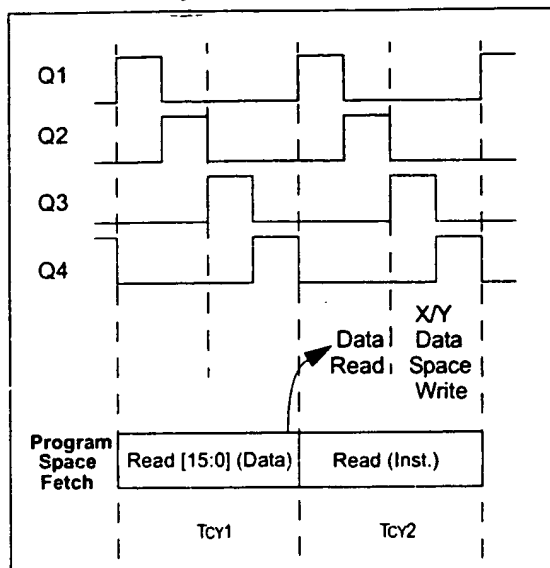 Q1
Q2
Q3
Q4
Data
Read
X/Y
Data
Space
Write
Program
Space
Fetch
Read [15:0] (Data)
Read (Inst.)
TCY1
TCY2